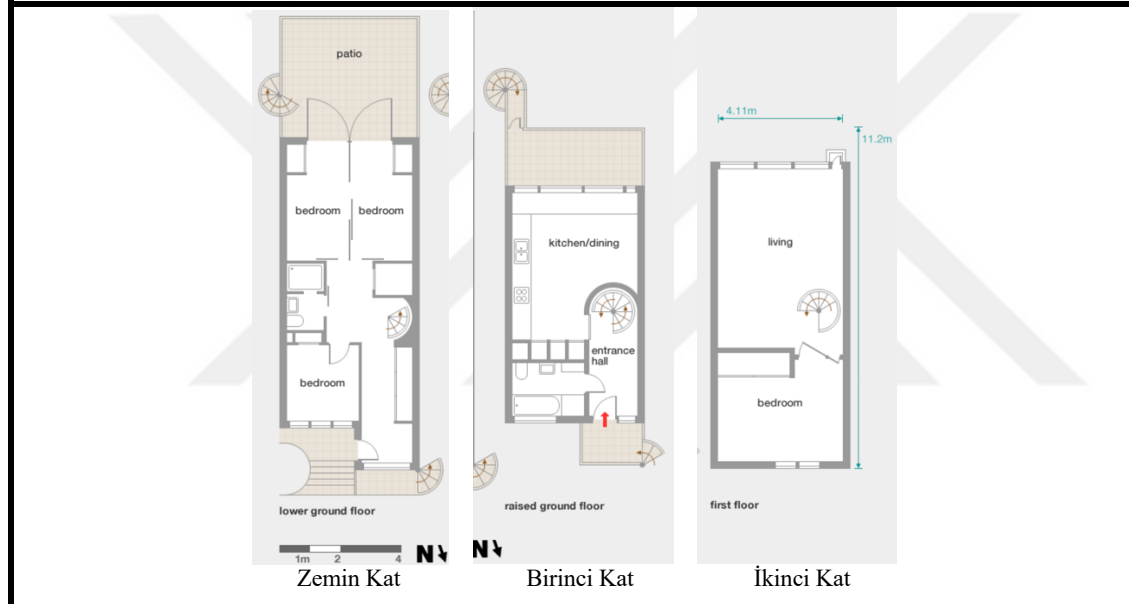 patio
bedroom
bedroom
bedroom
lower ground floor
1m 2 4
N
Zemin Kat
kitchen/dining
entrance
hall
raised ground floor
N
Birinci Kat
4.11m
11.2m
living
bedroom
first floor
İkinci Kat